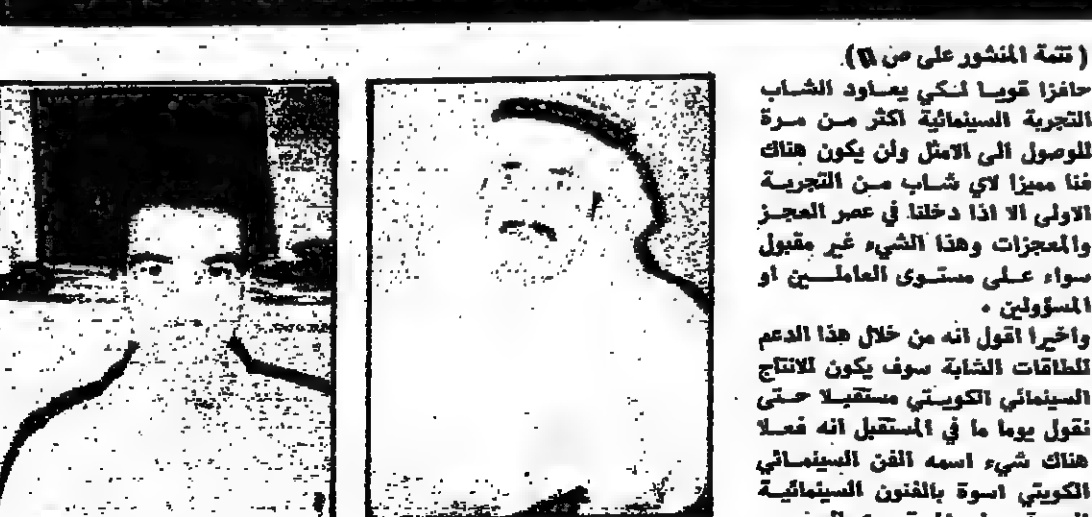 ( تتمة المنشور على ص ١٦).
حافزا قويا لكي يعاود الشاب
التجربة السينمائية اكثر من مرة
للوصول الى الامثل ولن يكون هناك
فنا مميزا لاي شاب من التجربة
الاولى الا اذا دخلنا في عصر العجز
والمعجزات وهذا الشيء غير مقبول
سواء على مستوى العاملين او
المسؤولين .
واخيرا اقول انه من خلال هذا الدعم
للطاقات الشابة سوف يكون للانتاج
السينمائي الكويتي مستقبلا حتى
نقول يوما ما في المستقبل انه فعلا
هناك شيء اسمه الفن السينمائي
الكويتي اسوة بالفنون السينمائية